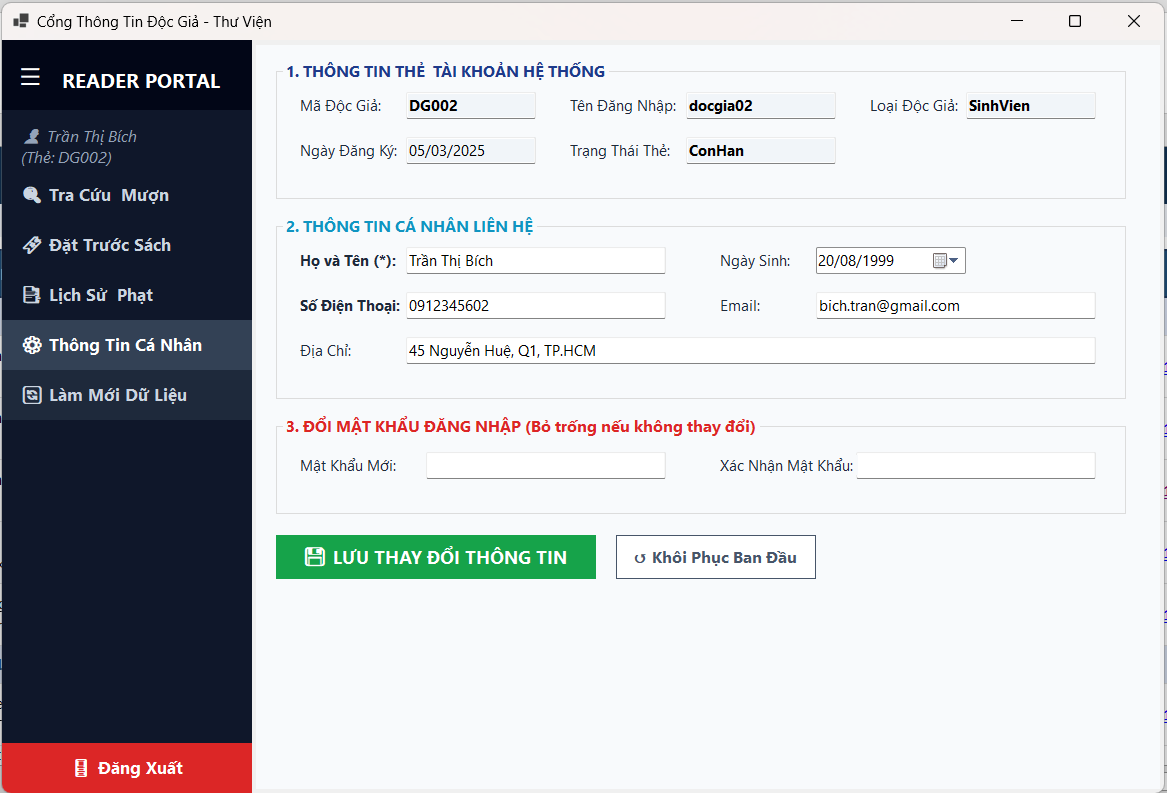 Cổng Thông Tin Độc Giả - Thư Viện
READER PORTAL
Trần Thị Bích
(Thẻ: DG002)
Tra Cứu  Mượn
Đặt Trước Sách
Lịch Sử  Phạt
Thông Tin Cá Nhân
Làm Mới Dữ Liệu
Đăng Xuất
1. THÔNG TIN THẺ  TÀI KHOẢN HỆ THỐNG
Mã Độc Giả: DG002 Tên Đăng Nhập: docgia02 Loại Độc Giả: SinhVien
Ngày Đăng Ký: 05/03/2025 Trạng Thái Thẻ: ConHan
2. THÔNG TIN CÁ NHÂN LIÊN HỆ
Họ và Tên (*): Trần Thị Bích Ngày Sinh: 20/08/1999
Số Điện Thoại: 0912345602 Email: bich.tran@gmail.com
Địa Chỉ: 45 Nguyễn Huệ, Q1, TP.HCM
3. ĐỔI MẬT KHẨU ĐĂNG NHẬP (Bỏ trống nếu không thay đổi)
Mật Khẩu Mới: Xác Nhận Mật Khẩu:
LƯU THAY ĐỔI THÔNG TIN
↺ Khôi Phục Ban Đầu